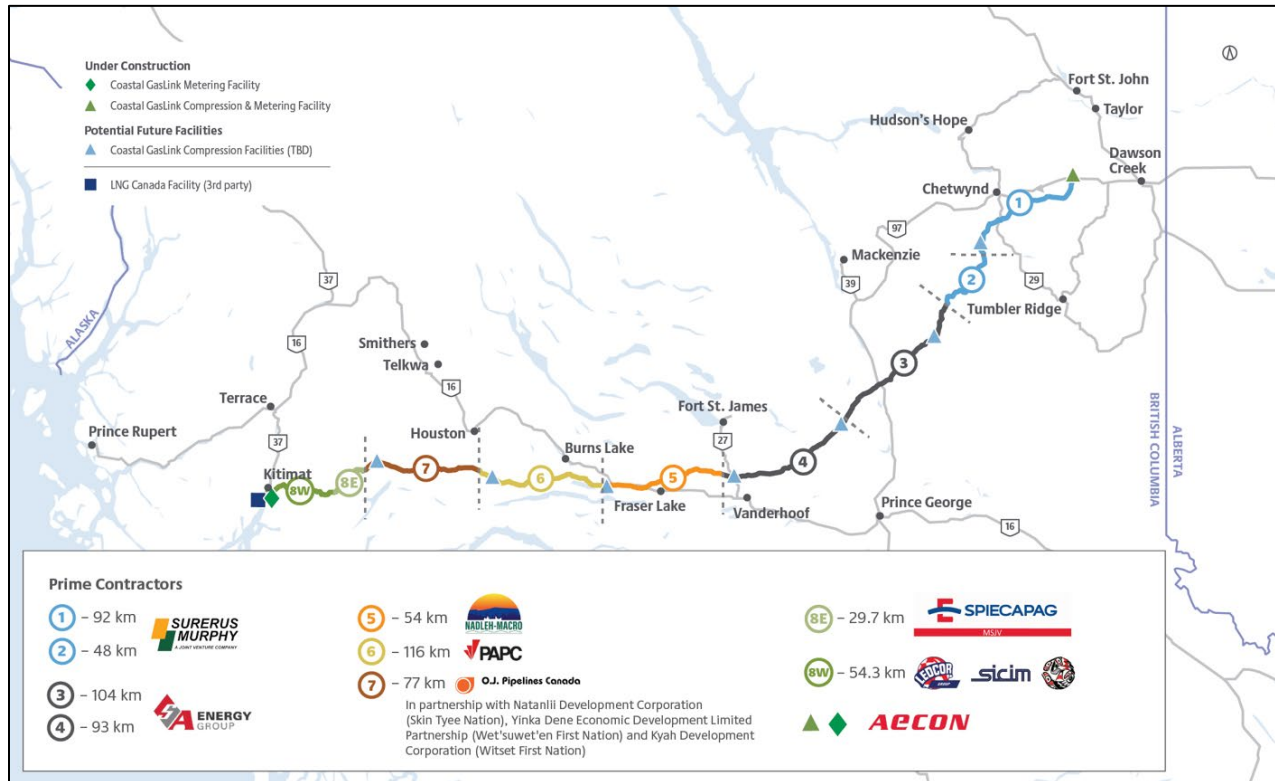 Under Construction
Coastal GasLink Metering Facility
Coastal GasLink Compression & Metering Facility
Potential Future Facilities
Coastal GasLink Compression Facilities (TBD)
LNG Canada Facility (3rd party)
Fort St. John
Taylor
Hudson's Hope
Dawson
Creek
Chetwynd
1
97
Mackenzie
39
2
29
Tumbler Ridge
37
ALASKA
16
Smithers
Telkwa
16
3
Terrace
37
Prince Rupert
Houston
Fort St. James
27
Burns Lake
BRITISH COLUMBIA
ALBERTA
Kitimat
8W
8E
7
6
5
4
Fraser Lake
Vanderhoof
Prince George
16
Prime Contractors
1 – 92 km
2 – 48 km
SURERUS
MURPHY
A JOINT VENTURE COMPANY
3 – 104 km
4 – 93 km
SA ENERGY
GROUP
5 – 54 km
NADLEH-MACRO
6 – 116 km
PAPC
7 – 77 km
O.J. Pipelines Canada
In partnership with Natanlii Development Corporation
(Skin Tyee Nation), Yinka Dene Economic Development Limited
Partnership (Wet'suwet'en First Nation) and Kyah Development
Corporation (Witset First Nation)
8E – 29.7 km
SPIECAPAG
MSJV
8W – 54.3 km
LEDCOR
GROUP
sicim
AECON